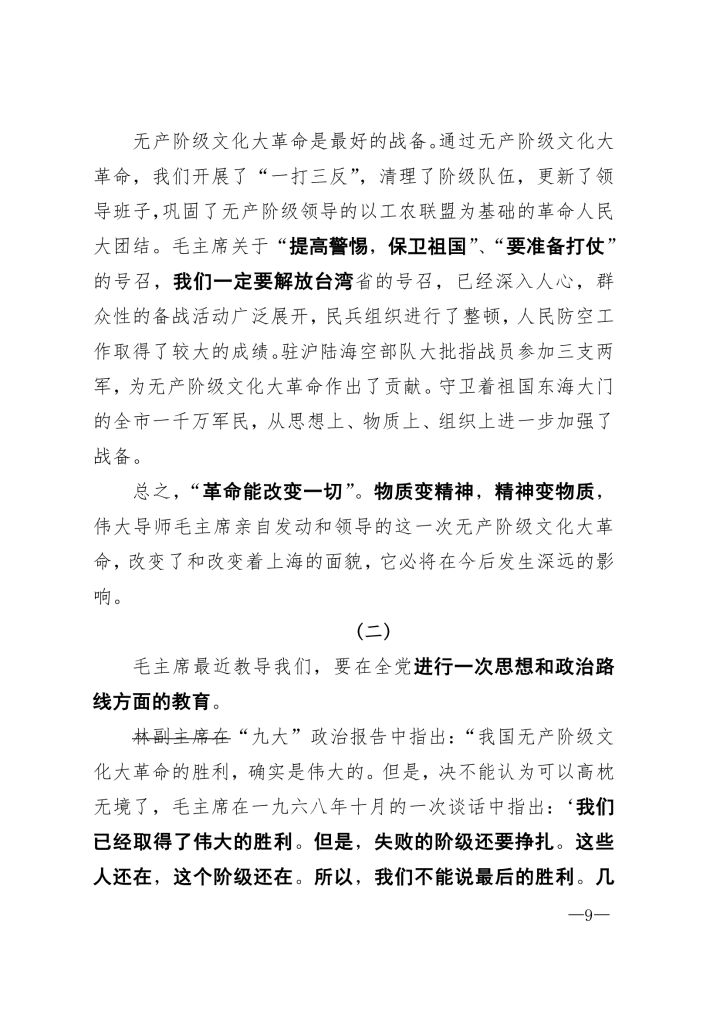 无产阶级文化大革命是最好的战备。通过无产阶级文化大
革命，我们开展了“一打三反”，清理了阶级队伍，更新了领
导班子，巩固了无产阶级领导的以工农联盟为基础的革命人民
大团结。毛主席关于“提高警惕，保卫祖国”、“要准备打仗”
的号召，我们一定要解放台湾省的号召，已经深入人心，群
众性的备战活动广泛展开，民兵组织进行了整顿，人民防空工
作取得了较大的成绩。驻沪陆海空部队大批指战员参加三支两
军，为无产阶级文化大革命作出了贡献。守卫着祖国东海大门
的全市一千万军民，从思想上、物质上、组织上进一步加强了
战备。
总之，“革命能改变一切”。物质变精神，精神变物质，
伟大导师毛主席亲自发动和领导的这一次无产阶级文化大革
命，改变了和改变着上海的面貌，它必将在今后发生深远的影
响。
(二)
毛主席最近教导我们，要在全党进行一次思想和政治路
线方面的教育。
林副主席在“九大”政治报告中指出：“我国无产阶级文
化大革命的胜利，确实是伟大的。但是，决不能认为可以高枕
无境了，毛主席在一九六八年十月的一次谈话中指出：‘我们
已经取得了伟大的胜利。但是，失败的阶级还要挣扎。这些
人还在，这个阶级还在。所以，我们不能说最后的胜利。几
—9—